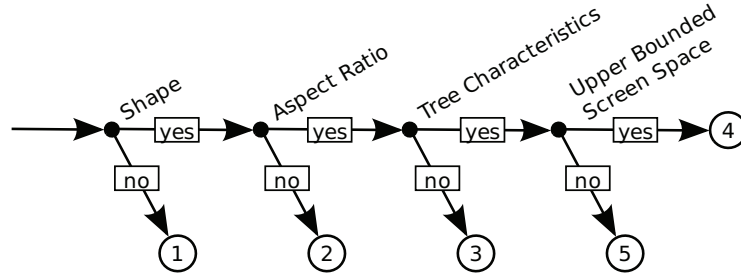 Shape
Aspect Ratio
Tree Characteristics
Upper Bounded
Screen Space
yes
yes
yes
yes
4
no
no
no
no
1
2
3
5